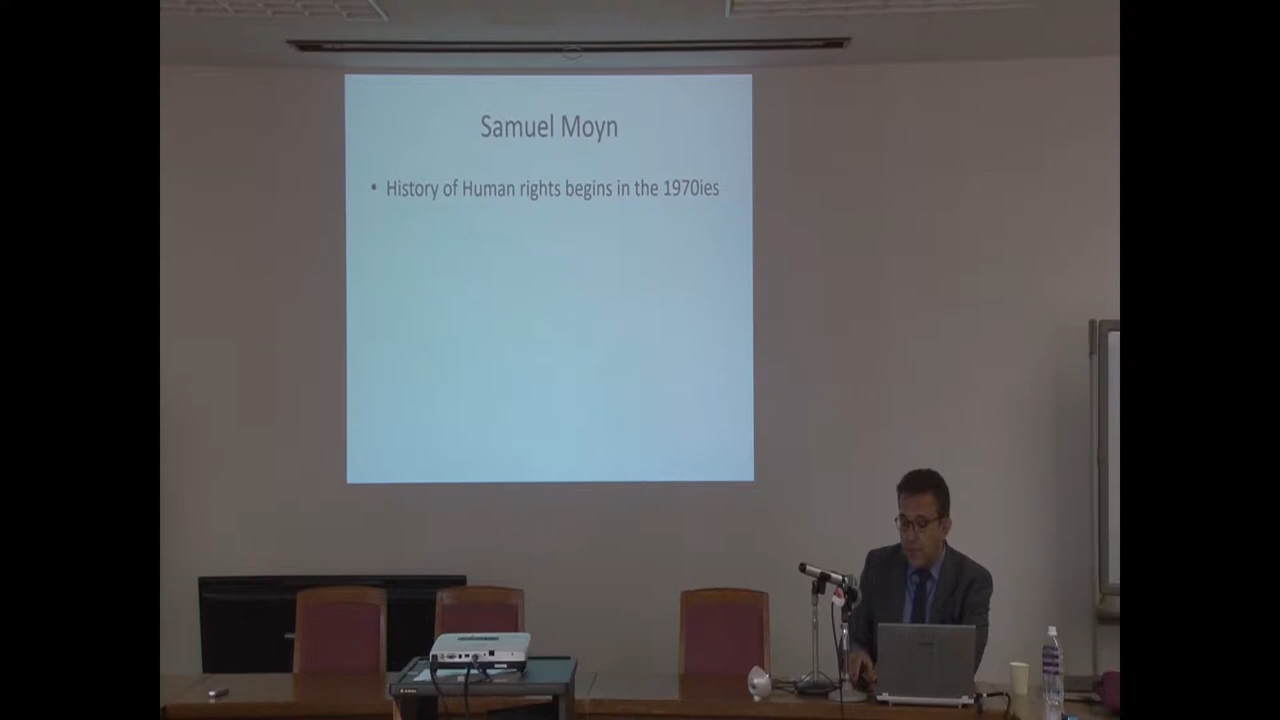 Samuel Moyn
• History of Human rights begins in the 1970ies